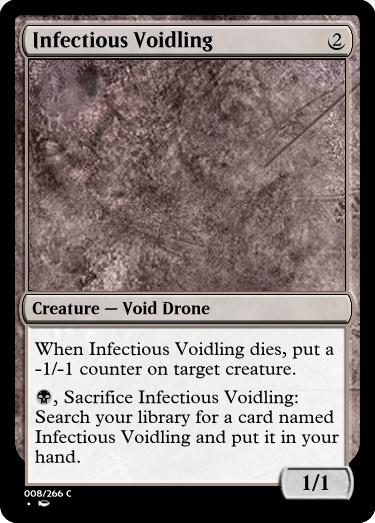 Infectious Voidling 2
Creature — Void Drone
When Infectious Voidling dies, put a
-1/-1 counter on target creature.
, Sacrifice Infectious Voidling:
Search your library for a card named
Infectious Voidling and put it in your
hand.
1/1
008/266 C